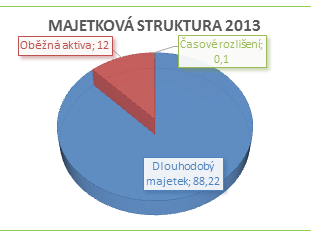 MAJETKOVÁ STRUKTURA 2013
Oběžná aktiva; 12
Časové rozlišení;
0,1
Dlouhodobý
majetek; 88,22